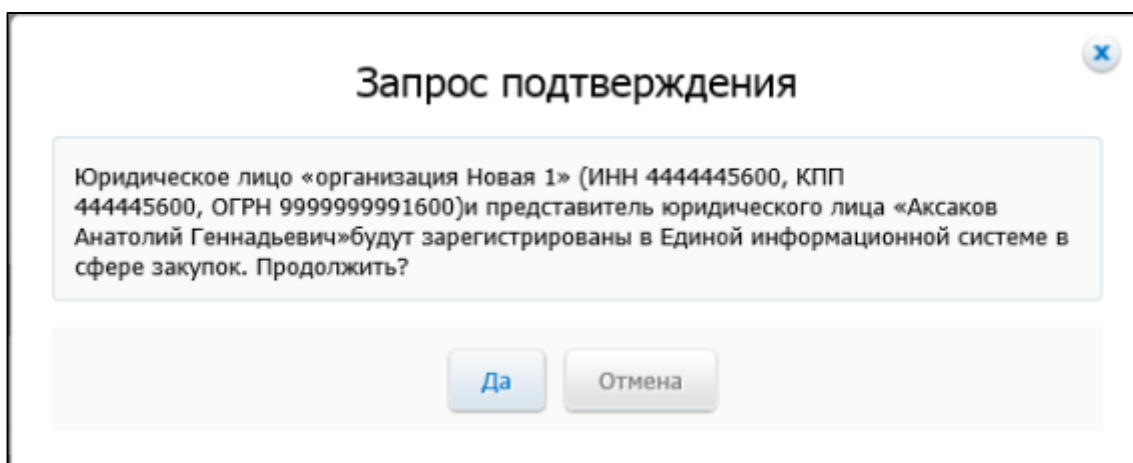 Запрос подтверждения
Юридическое лицо «организация Новая 1» (ИНН 4444445600, КПП
444445600, ОГРН 9999999991600)и представитель юридического лица «Аксаков
Анатолий Геннадьевич»будут зарегистрированы в Единой информационной системе в
сфере закупок. Продолжить?
Да
Отмена